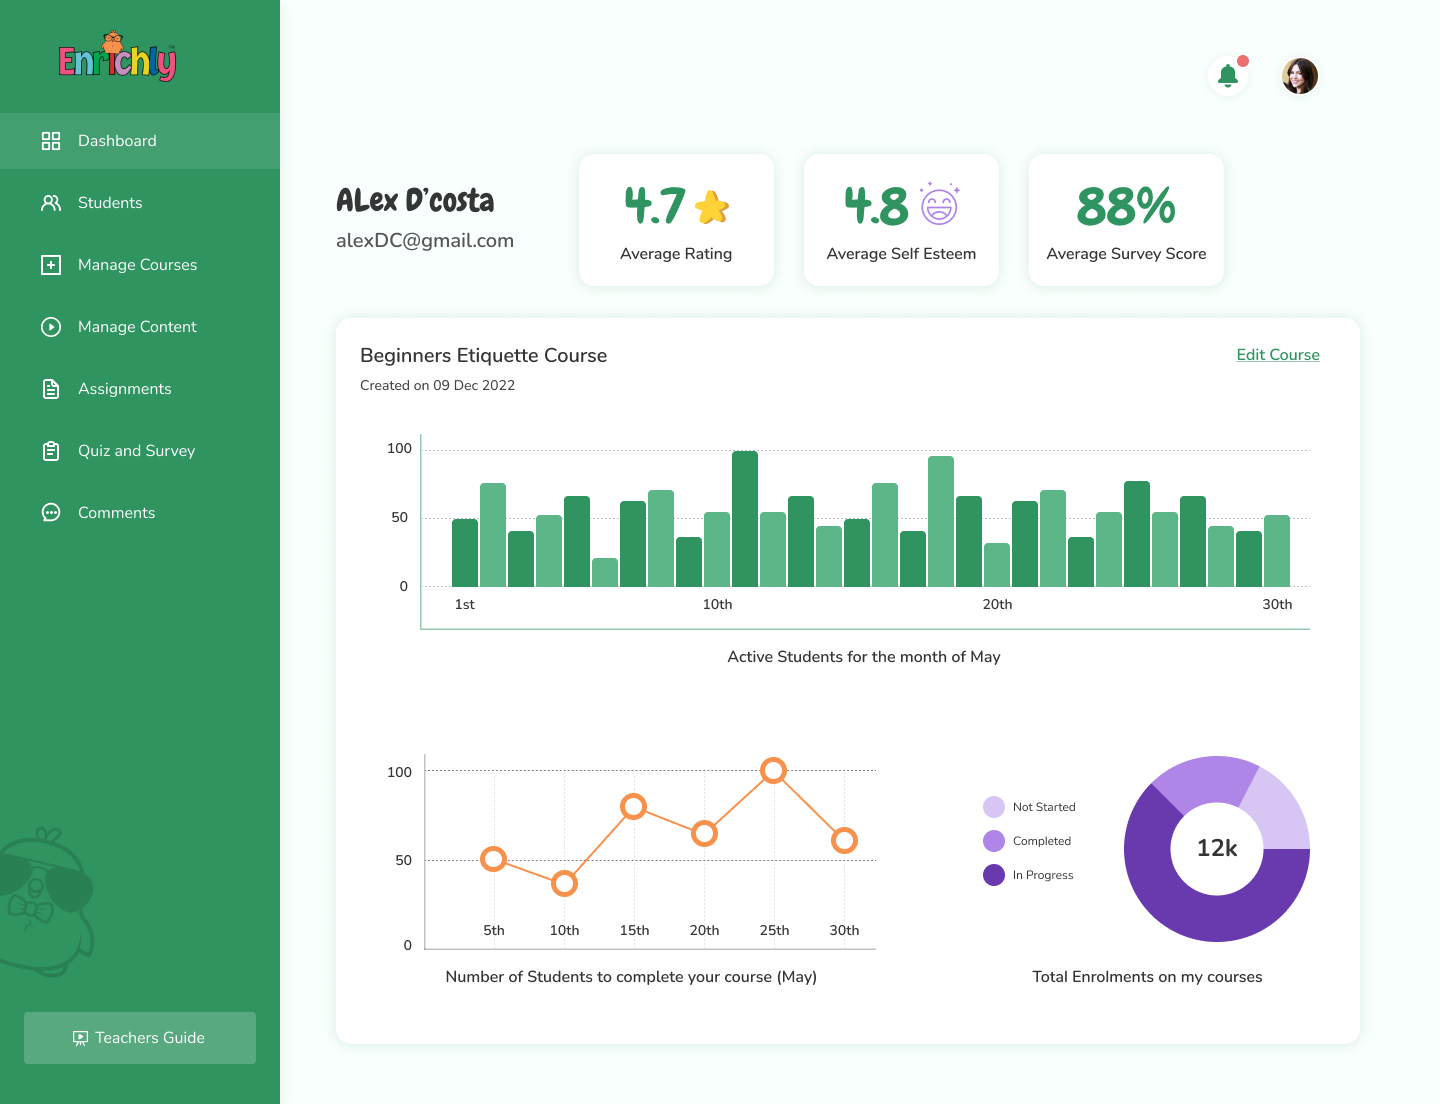 Enrichly
Dashboard
Students
Manage Courses
Manage Content
Assignments
Quiz and Survey
Comments
Teachers Guide
ALex D’costa
alexDC@gmail.com
4.7
Average Rating
4.8
Average Self Esteem
88%
Average Survey Score
Beginners Etiquette Course
Edit Course
Created on 09 Dec 2022
100
50
0
1st 10th 20th 30th
Active Students for the month of May
100
50
0
5th 10th 15th 20th 25th 30th
Number of Students to complete your course (May)
Not Started
Completed
In Progress
12k
Total Enrolments on my courses